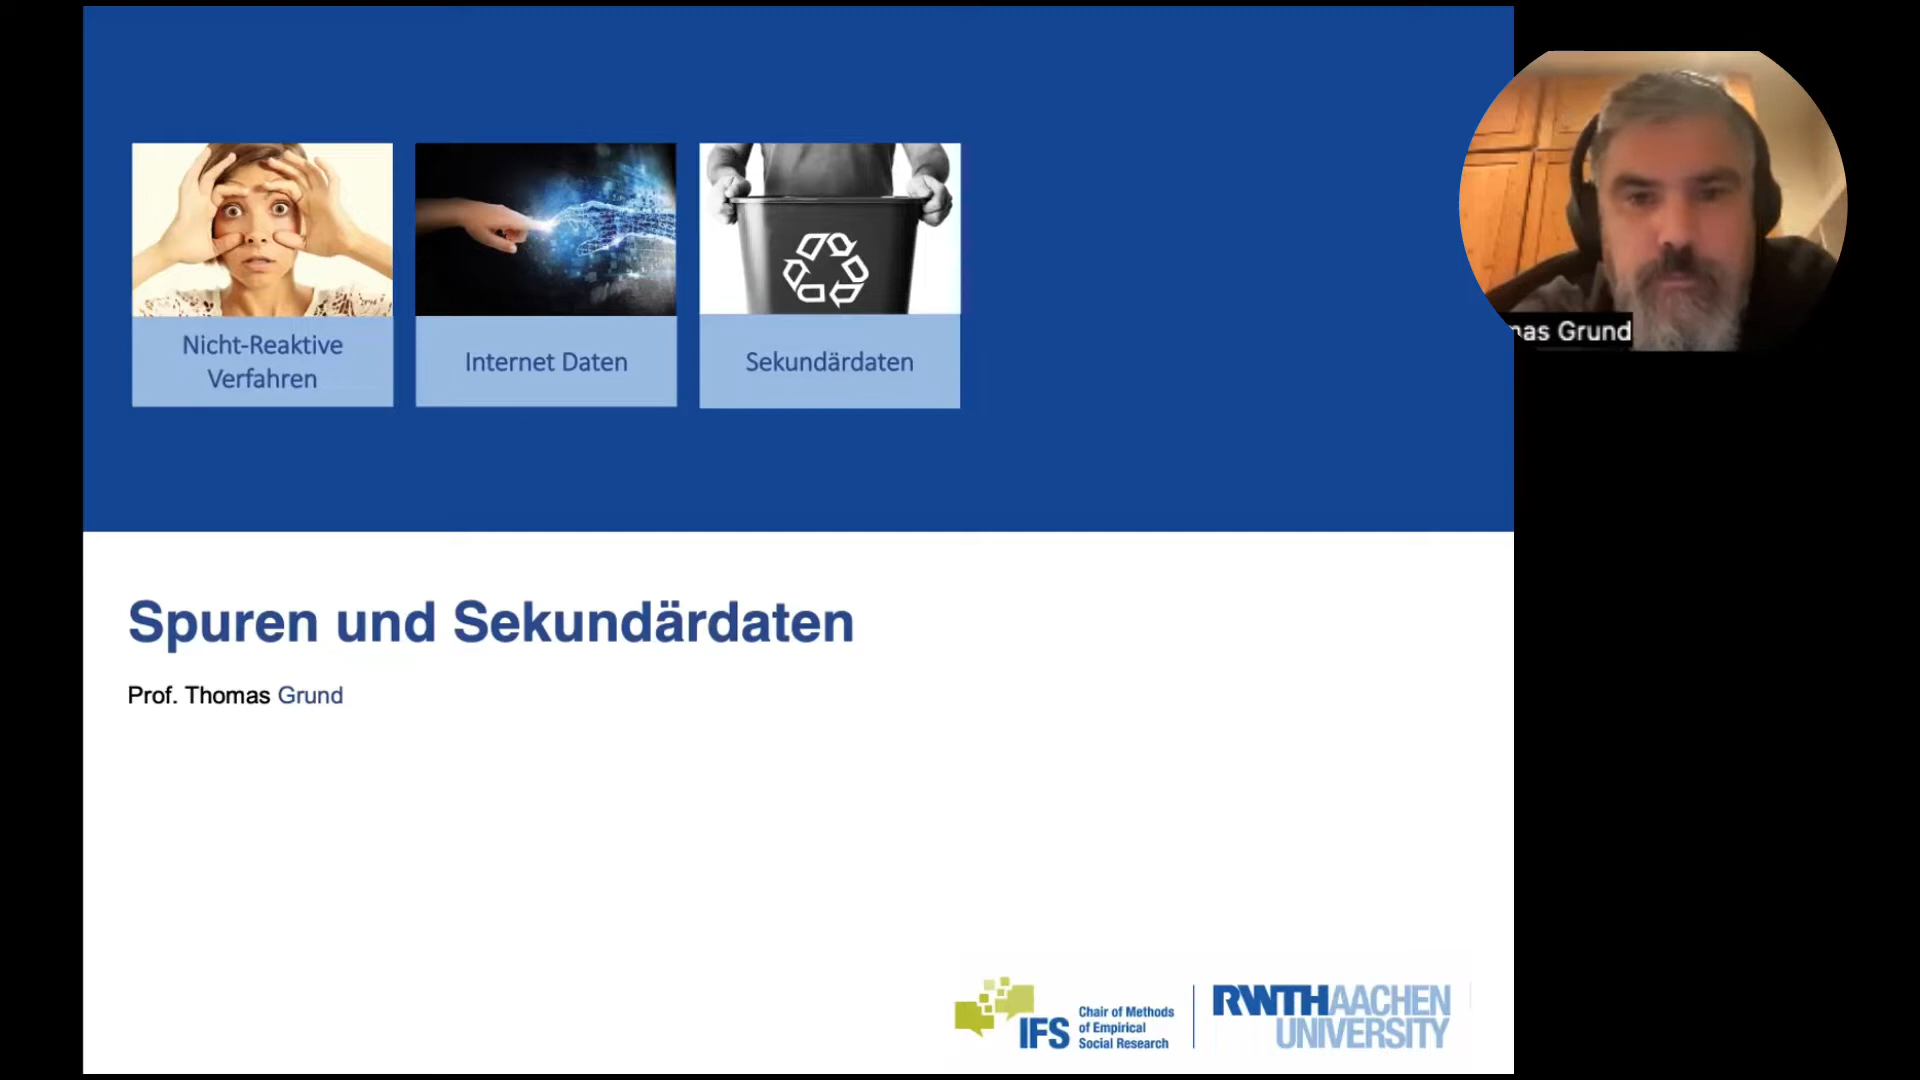 Nicht-Reaktive
Verfahren
Internet Daten
Sekundärdaten
mas Grund
Spuren und Sekundärdaten
Prof. Thomas Grund
IFS
Chair of Methods
of Empirical
Social Research
RWTHAACHEN
UNIVERSITY